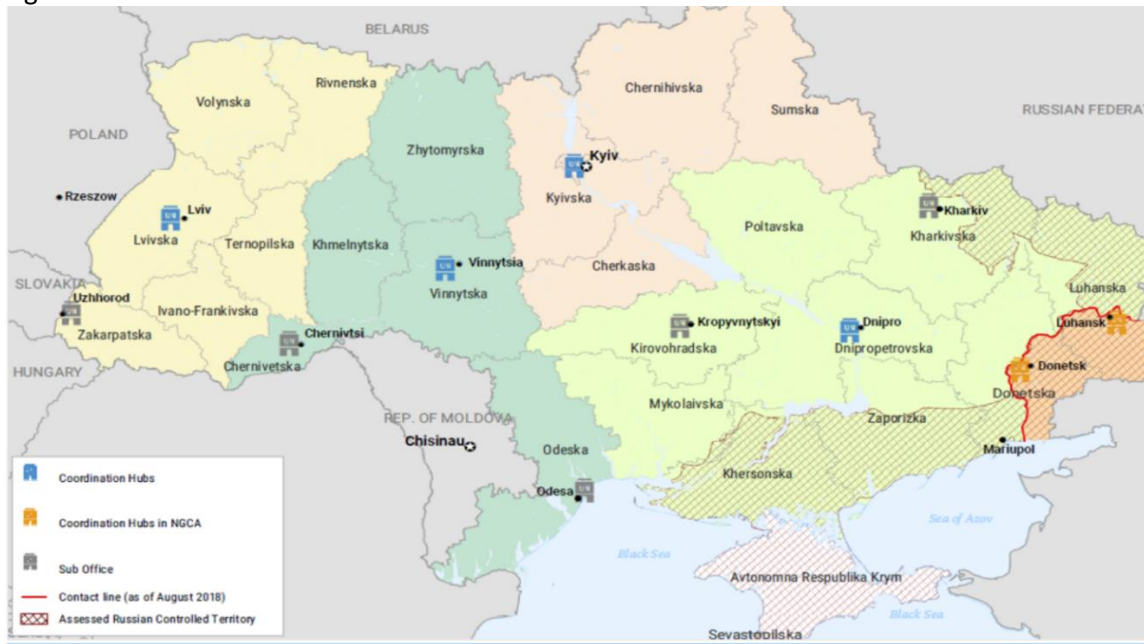 BELARUS
Rivnenska
Volynska
Chernihivska
Sumska
RUSSIAN FEDERAT
POLAND
Zhytomyrska
Kyiv
Rzeszow
Kyivska
Lviv
Kharkiv
Lvivska
Ternopilska
Khmelnytska
Poltavska
Kharkivska
Vinnytsia
Cherkaska
SLOVAKIA
Uzhhorod
Vinnytska
Luhanska
Ivano-Frankivska
Zakarpatska
Chernivtsi
Kropyvnytskyi
Dnipro
Luhansk
Kirovohradska
Dnipropetrovska
Chernivetska
HUNGARY
Donetsk
Donetska
Mykolaivska
REP. OF MOLDOVA
Zaporizka
Chisinau
Odeska
Mariupol
Khersonska
Odesa
Sea of Azov
Black Sea
Avtonomna Respublika Krym
Black Sea
Sevastopilska
Coordination Hubs
Coordination Hubs in NGCA
Sub Office
Contact line (as of August 2018)
Assessed Russian Controlled Territory